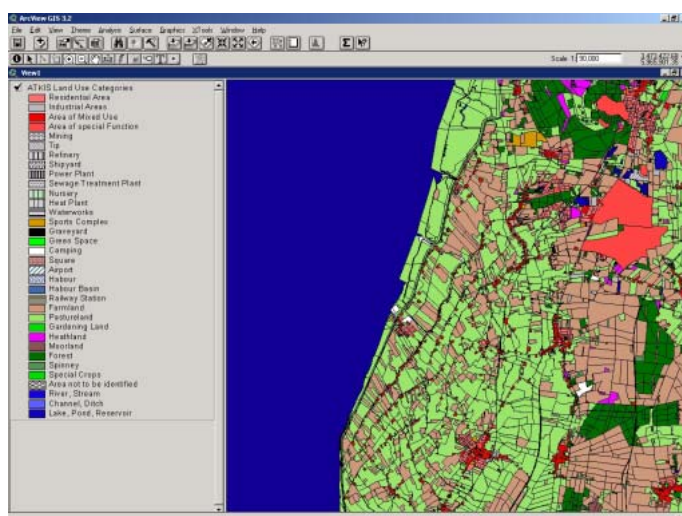 ArcView GIS 3.2
File Edit View Theme Analysis Surface Graphics XTools Window Help
Scale 1: 90,000
View1
ATKIS Land Use Categories
Residential Area
Industrial Areas
Area of Mixed Use
Area of special Function
Mining
Tip
Refinery
Shipyard
Power Plant
Sewage Treatment Plant
Nursery
Heat Plant
Waterworks
Sports Complex
Graveyard
Green Space
Camping
Square
Airport
Habour
Habour Basin
Railway Station
Farmland
Pastureland
Gardening Land
Heathland
Moorland
Forest
Spinney
Special Crops
Area not to be identified
River, Stream
Channel, Ditch
Lake, Pond, Reservoir